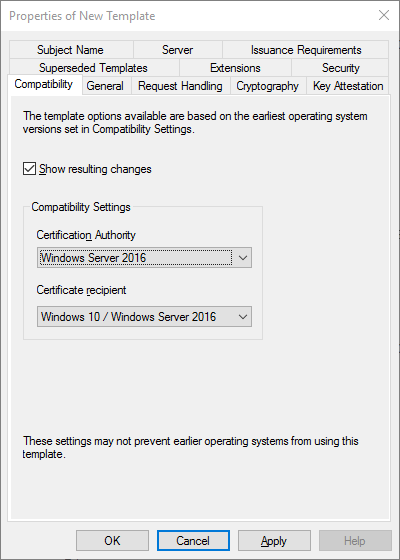 Properties of New Template
Subject Name
Server
Issuance Requirements
Superseded Templates
Extensions
Security
Compatibility
General
Request Handling
Cryptography
Key Attestation
The template options available are based on the earliest operating system
versions set in Compatibility Settings.
Show resulting changes
Compatibility Settings
Certification Authority
Windows Server 2016
Certificate recipient
Windows 10 / Windows Server 2016
These settings may not prevent earlier operating systems from using this
template.
OK
Cancel
Apply
Help